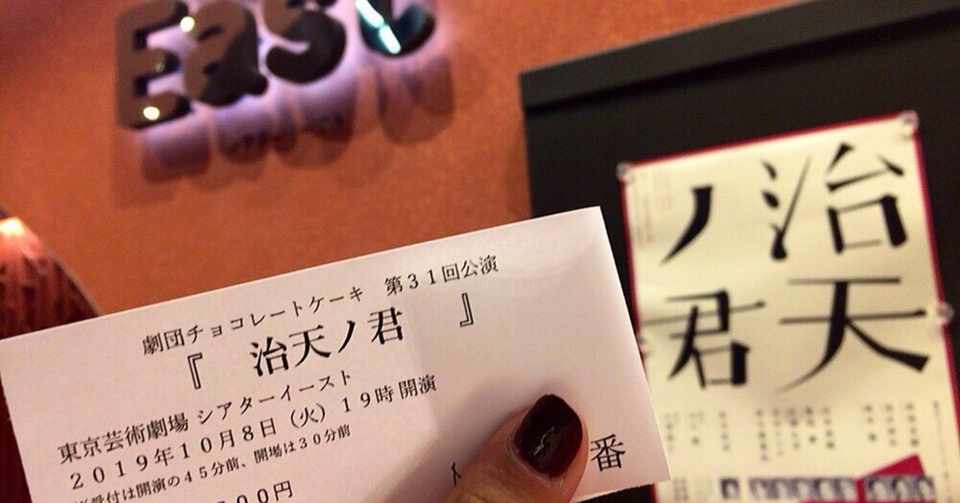 East
劇団チョコレートケーキ 第31回公演
『 治天ノ君 』
東京芸術劇場 シアターイースト
2019年10月8日(火)19時開演
受付は開演の45分前、開場は30分前
00円
番
治天
ノ君